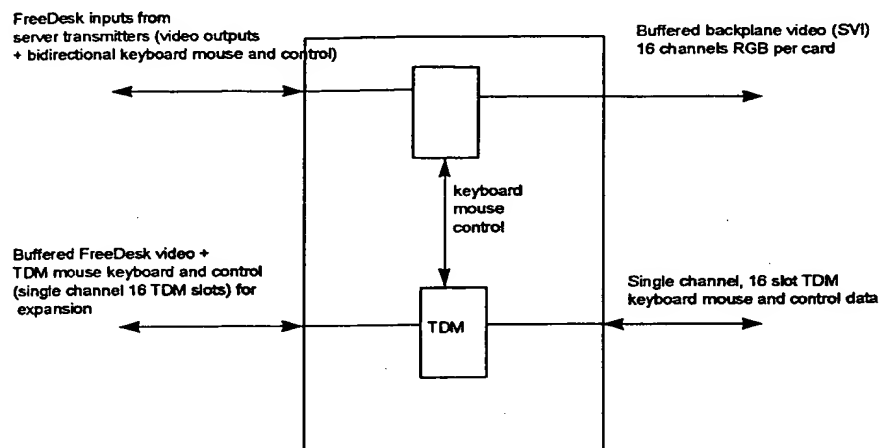 FreeDesk inputs from
server transmitters (video outputs
+ bidirectional keyboard mouse and control)
Buffered backplane video (SVI)
16 channels RGB per card
keyboard
mouse
control
Buffered FreeDesk video +
TDM mouse keyboard and control
(single channel 16 TDM slots) for
expansion
TDM
Single channel, 16 slot TDM
keyboard mouse and control data